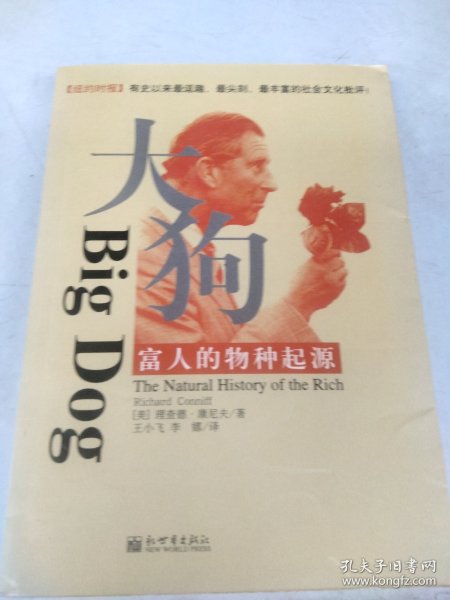 【纽约时报】有史以来最逗趣、最尖刻、最丰富的社会文化批评！
大狗
Big Dog
富人的物种起源
The Natural History of the Rich
Richard Conniff
[美] 理查德·康尼夫/著
王小飞 李 娜/译
新世界出版社
NEW WORLD PRESS
孔夫子旧书网
www.kongfz.com